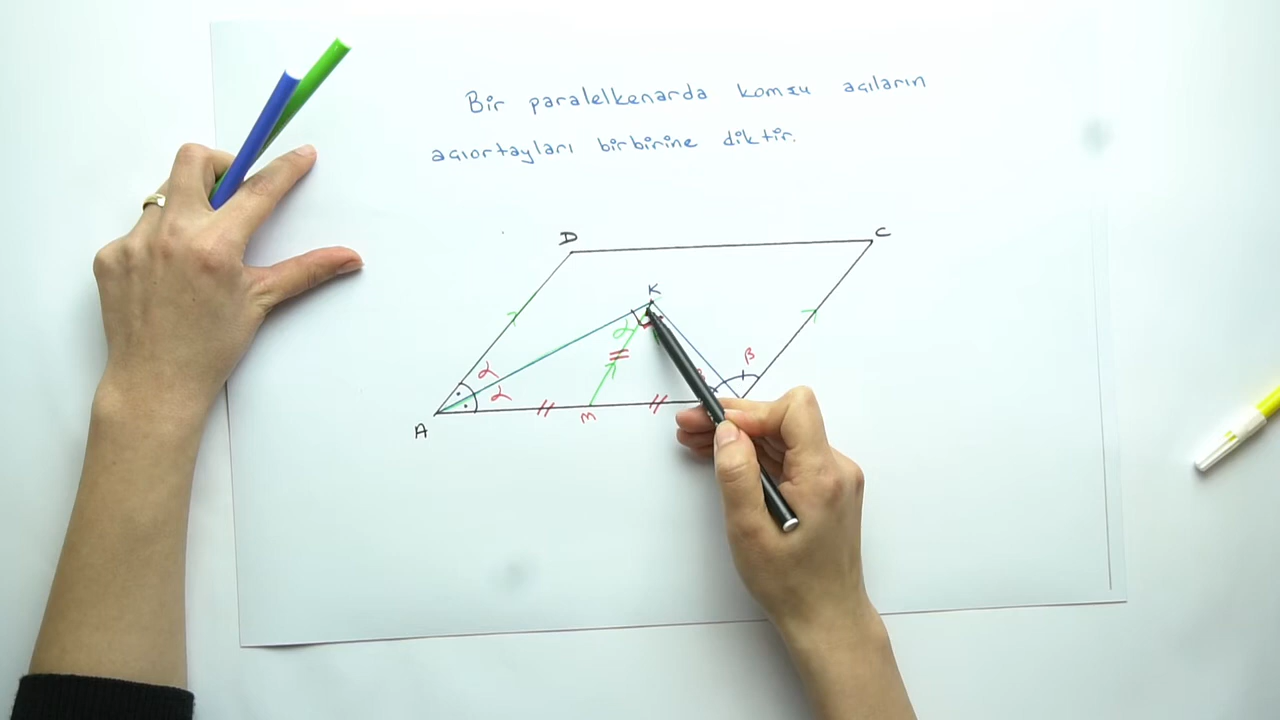 Bir paralelkenarda komşu açıların
açıortayları birbirine diktir.
D
C
K
α
α
α
β
A
M